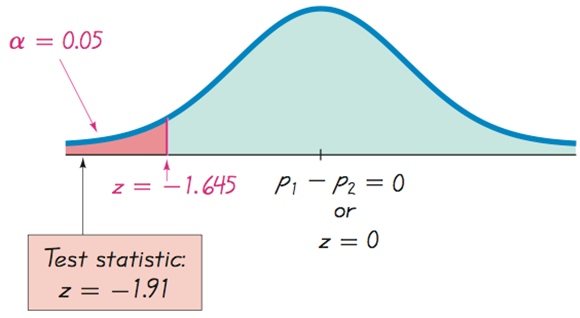 α = 0.05
z = −1.645
p₁ − p₂ = 0
or
z = 0
Test statistic:
z = −1.91